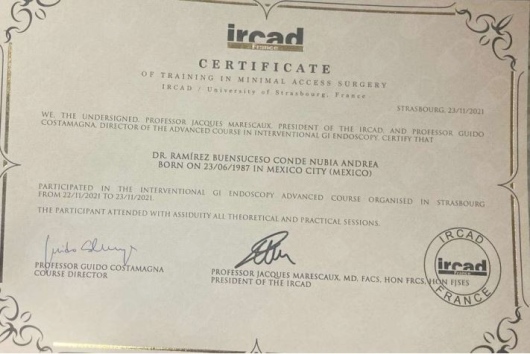 ircad
France
CERTIFICATE
OF TRAINING IN MINIMAL ACCESS SURGERY
IRCAD / University of Strasbourg, France
STRASBOURG, 23/11/2021
WE, THE UNDERSIGNED, PROFESSOR JACQUES MARESCAUX, PRESIDENT OF THE IRCAD, AND PROFESSOR GUIDO
COSTAMAGNA, DIRECTOR OF THE ADVANCED COURSE IN INTERVENTIONAL GI ENDOSCOPY, CERTIFY THAT
DR. RAMÍREZ BUENSUCESO CONDE NUBIA ANDREA
BORN ON 23/06/1987 IN MEXICO CITY (MEXICO)
PARTICIPATED IN THE INTERVENTIONAL GI ENDOSCOPY ADVANCED COURSE ORGANISED IN STRASBOURG
FROM 22/11/2021 TO 23/11/2021.
THE PARTICIPANT ATTENDED WITH ASSIDUITY ALL THEORETICAL AND PRACTICAL SESSIONS.
PROFESSOR GUIDO COSTAMAGNA
COURSE DIRECTOR
PROFESSOR JACQUES MARESCAUX, MD, FACS, HON FRCS, HON FJSES
PRESIDENT OF THE IRCAD
IRCAD
ircad
FRANCE